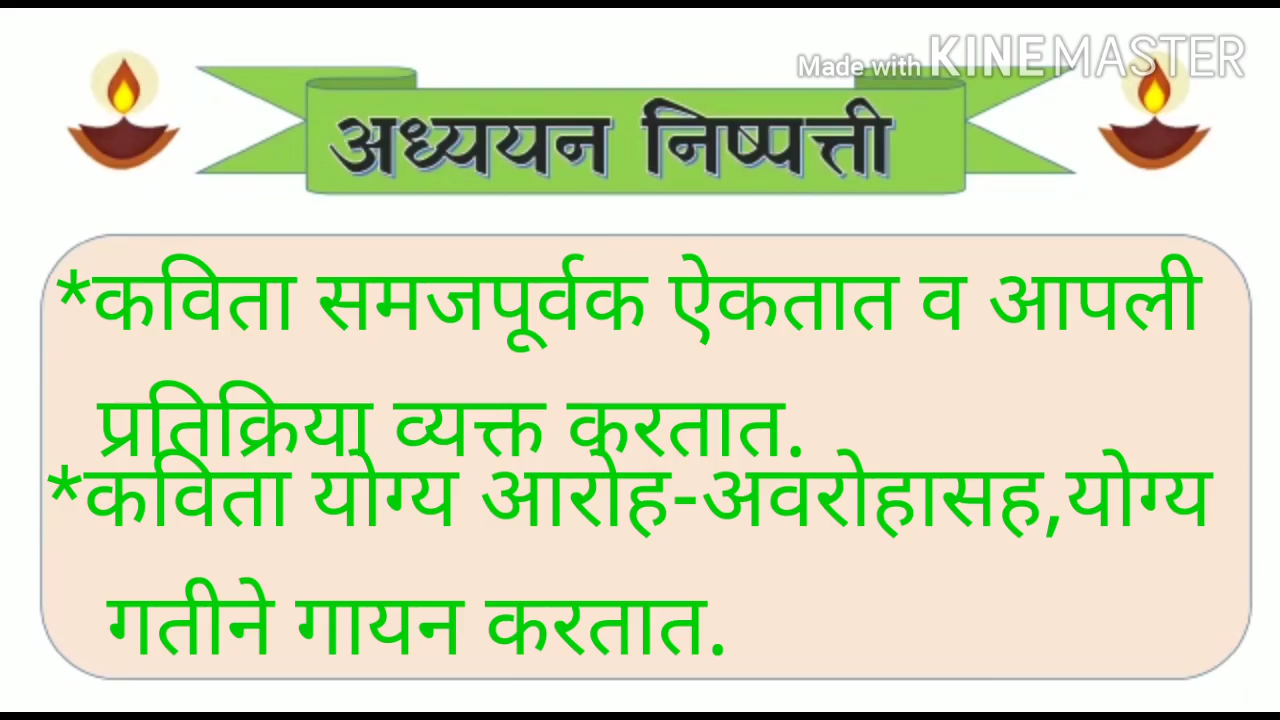 Made with KINEMASTER
अध्ययन निष्पत्ती
*कविता समजपूर्वक ऐकतात व आपली
प्रतिक्रिया व्यक्त करतात.
*कविता योग्य आरोह-अवरोहासह,योग्य
गतीने गायन करतात.